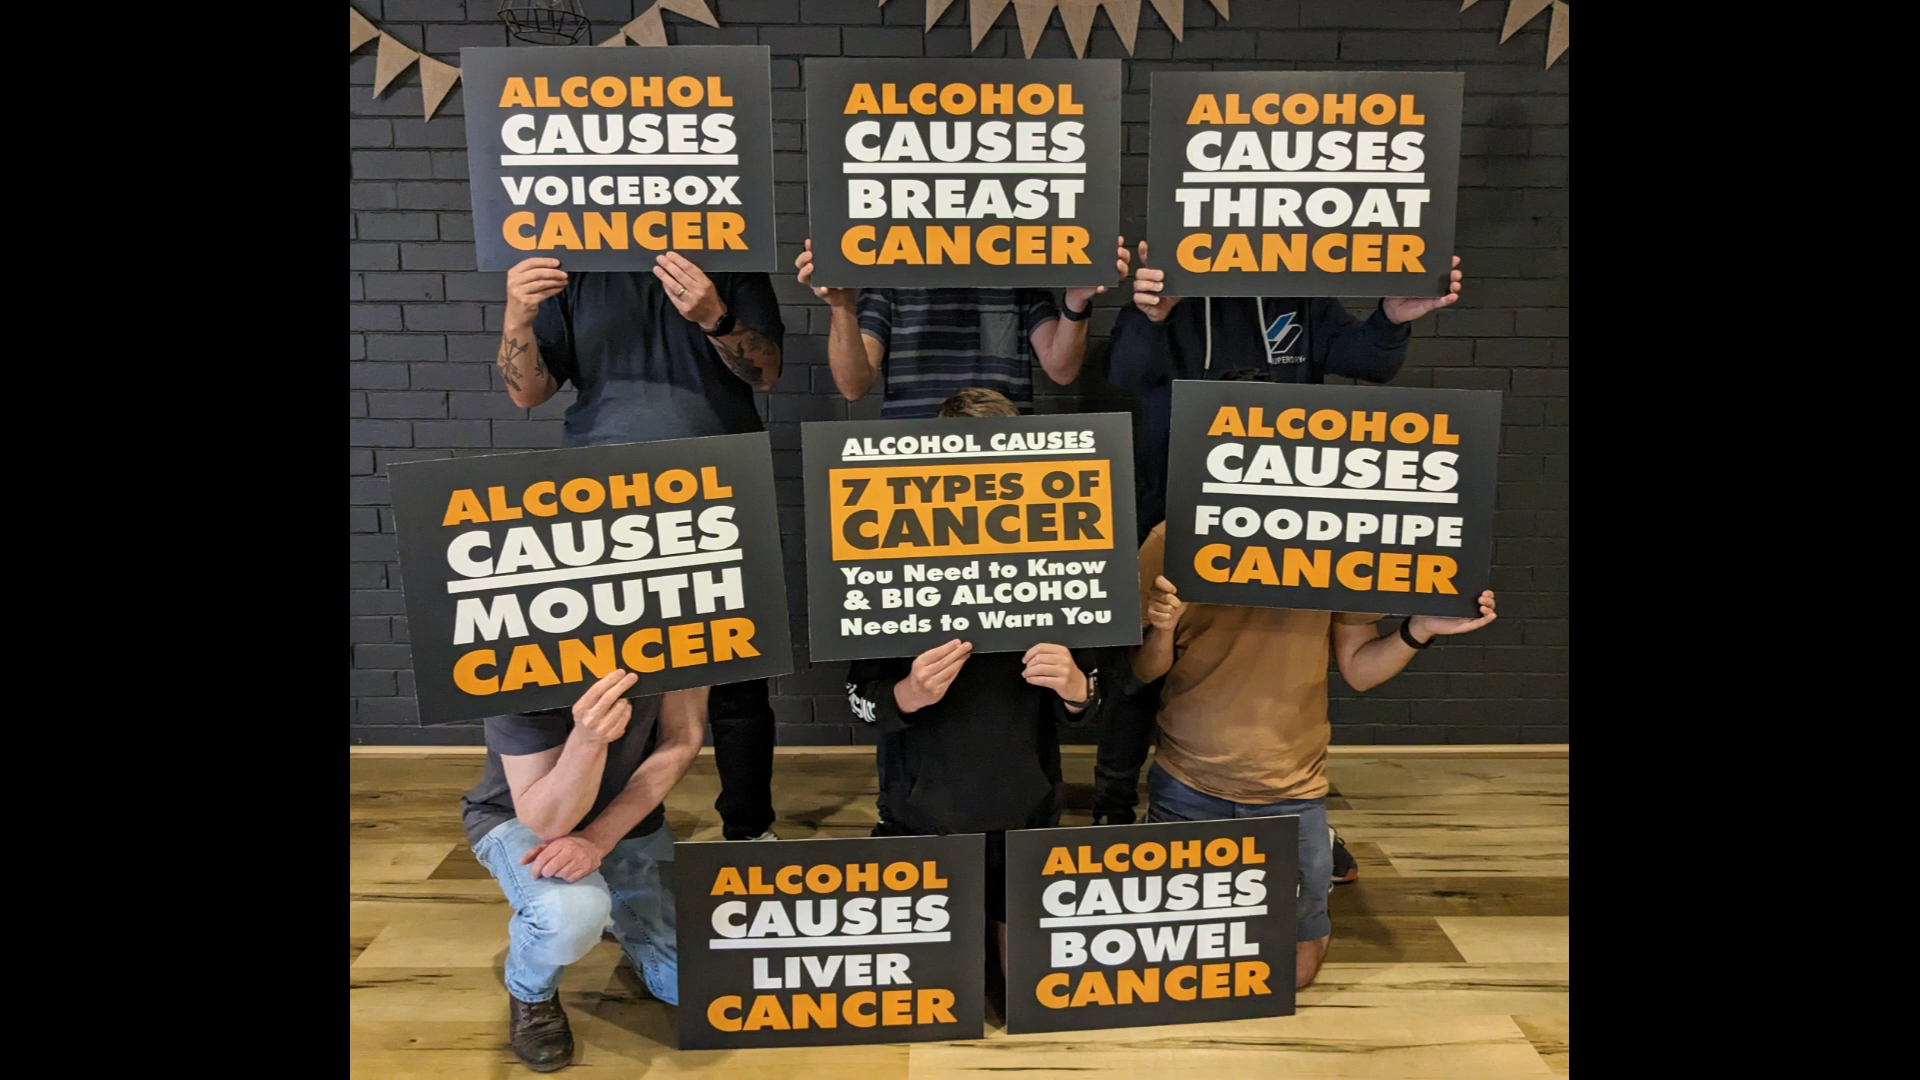 ALCOHOL
CAUSES
VOICEBOX
CANCER
ALCOHOL
CAUSES
BREAST
CANCER
ALCOHOL
CAUSES
THROAT
CANCER
ALCOHOL
CAUSES
MOUTH
CANCER
ALCOHOL CAUSES
7 TYPES OF
CANCER
You Need to Know
& BIG ALCOHOL
Needs to Warn You
ALCOHOL
CAUSES
FOODPIPE
CANCER
ALCOHOL
CAUSES
LIVER
CANCER
ALCOHOL
CAUSES
BOWEL
CANCER